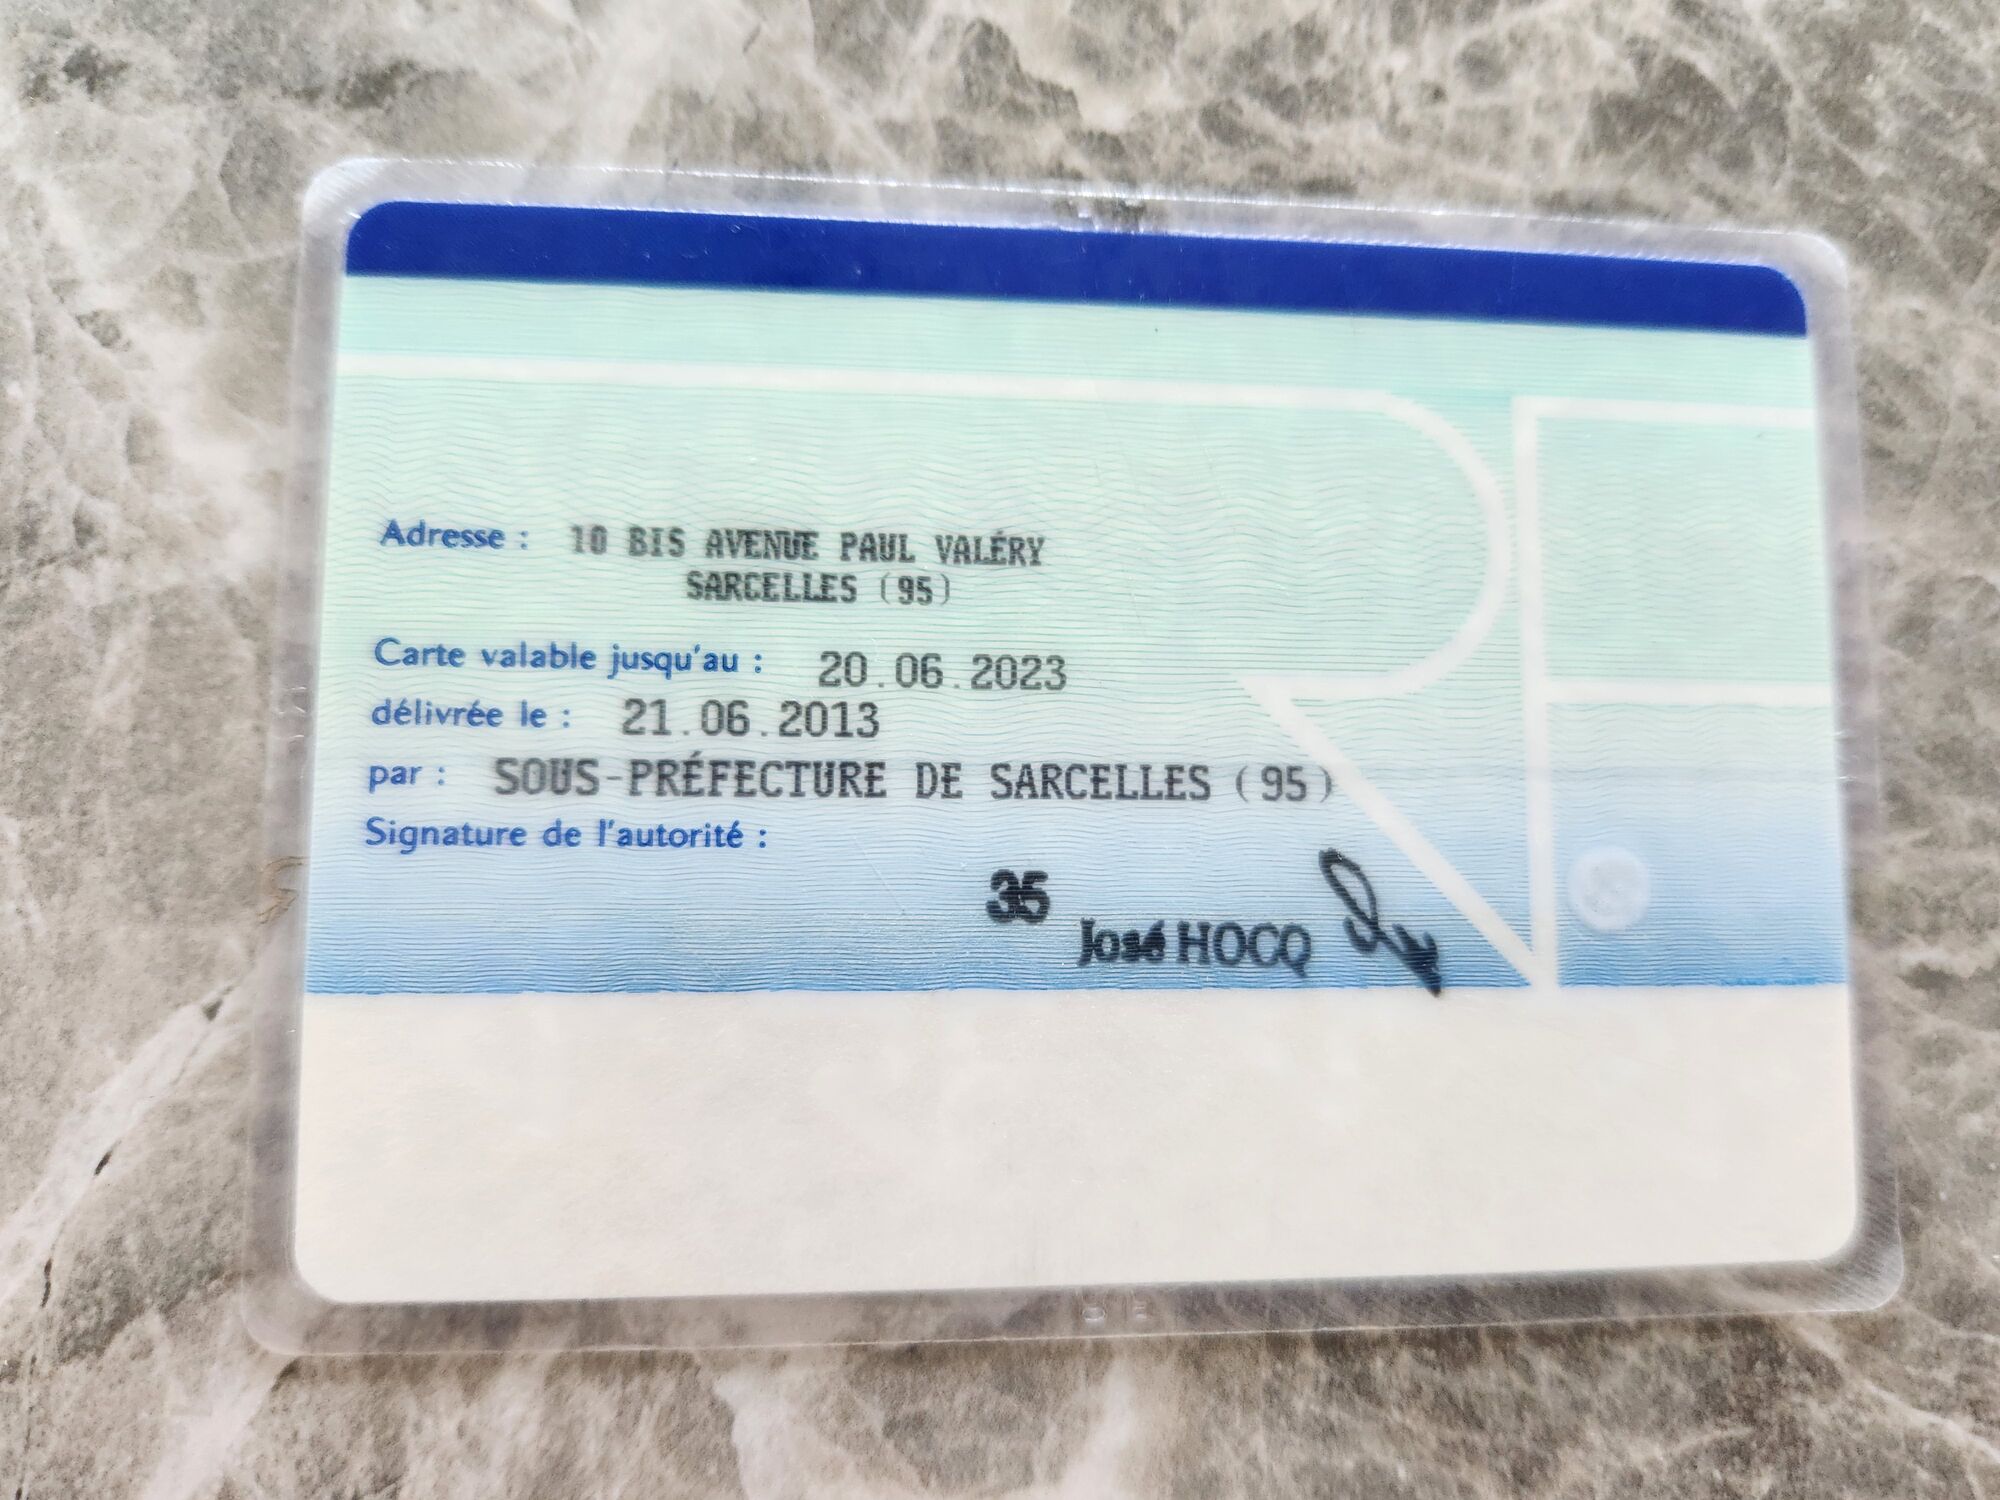 Adresse : 10 BIS AVENUE PAUL VALÉRY
SARCELLES (95)
Carte valable jusqu'au : 20.06.2023
délivrée le : 21.06.2013
par : SOUS-PRÉFECTURE DE SARCELLES (95)
Signature de l'autorité :
35
José HOCQ
RF